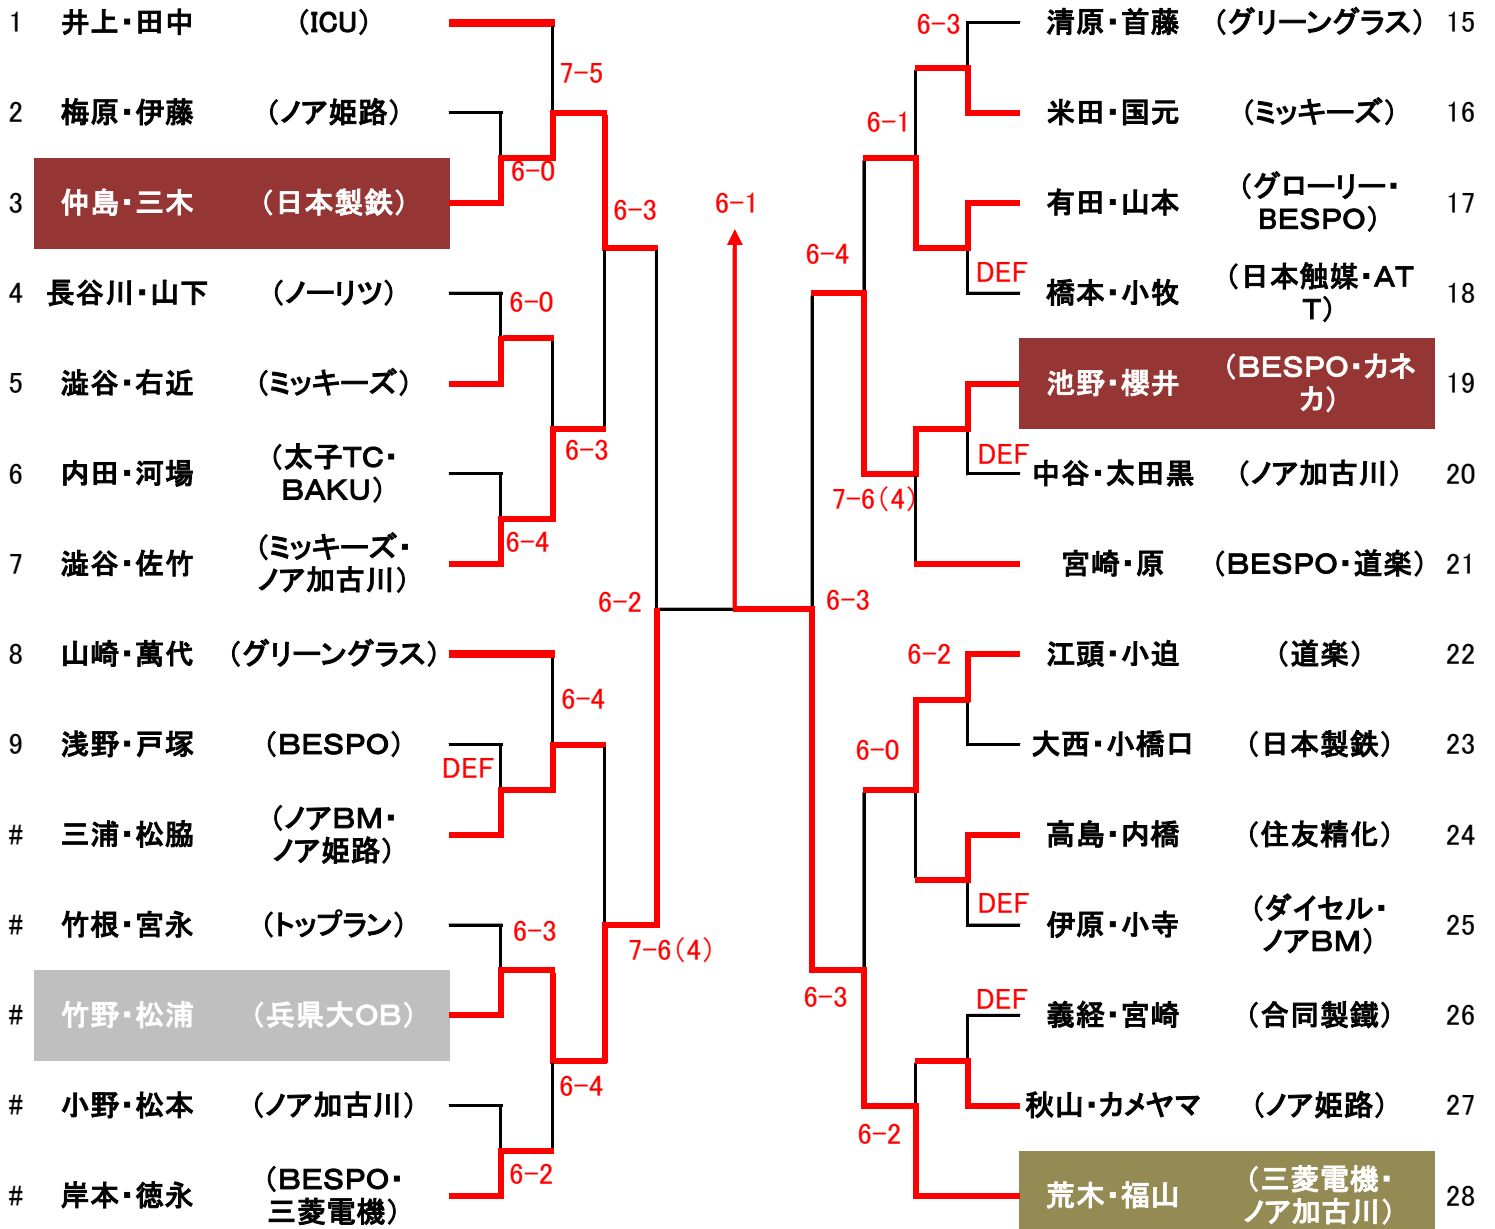 1 井上・田中 (ICU)
7-5
2 梅原・伊藤 (ノア姫路)
6-0
3 仲島・三木 (日本製鉄)
6-3
4 長谷川・山下 (ノーリツ)
6-0
5 澁谷・右近 (ミッキーズ)
6-3
6 内田・河場 (太子TC・
BAKU)
6-4
7 澁谷・佐竹 (ミッキーズ・
ノア加古川)
6-2
8 山崎・萬代 (グリーングラス)
6-4
9 浅野・戸塚 (BESPO)
DEF
# 三浦・松脇 (ノアBM・
ノア姫路)
# 竹根・宮永 (トップラン)
6-3
7-6(4)
# 竹野・松浦 (兵県大OB)
6-4
# 小野・松本 (ノア加古川)
6-2
# 岸本・徳永 (BESPO・
三菱電機)
6-1
6-3
清原・首藤 (グリーングラス) 15
6-1
米田・国元 (ミッキーズ) 16
有田・山本 (グローリー・
BESPO) 17
6-4
DEF
橋本・小牧 (日本触媒・AT
T) 18
池野・櫻井 (BESPO・カネ
カ) 19
DEF
中谷・太田黒 (ノア加古川) 20
7-6(4)
宮崎・原 (BESPO・道楽) 21
6-3
6-2
江頭・小迫 (道楽) 22
大西・小橋口 (日本製鉄) 23
6-0
高島・内橋 (住友精化) 24
DEF
伊原・小寺 (ダイセル・
ノアBM) 25
6-3
DEF
義経・宮崎 (合同製鐵) 26
秋山・カメヤマ (ノア姫路) 27
6-2
荒木・福山 (三菱電機・
ノア加古川) 28